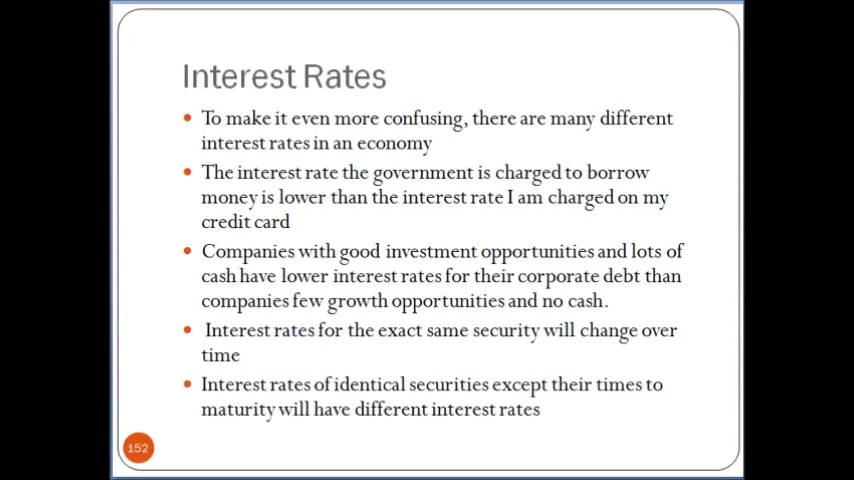 Interest Rates
To make it even more confusing, there are many different
interest rates in an economy
The interest rate the government is charged to borrow
money is lower than the interest rate I am charged on my
credit card
Companies with good investment opportunities and lots of
cash have lower interest rates for their corporate debt than
companies few growth opportunities and no cash.
Interest rates for the exact same security will change over
time
Interest rates of identical securities except their times to
maturity will have different interest rates
152